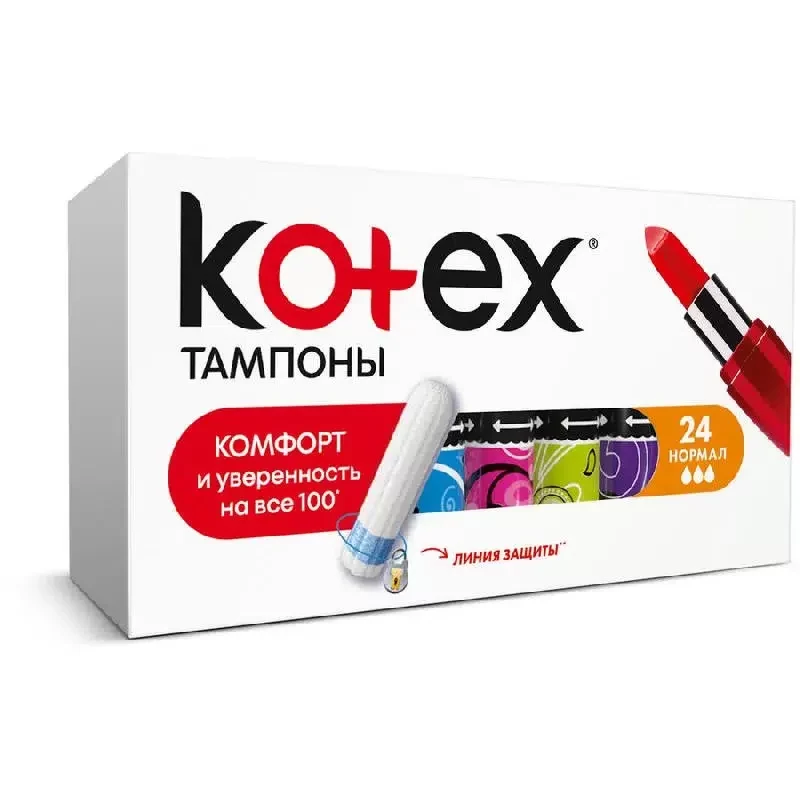 kotex®
ТАМПОНЫ
КОМФОРТ
и уверенность
на все 100*
24
НОРМАЛ
ЛИНИЯ ЗАЩИТЫ**